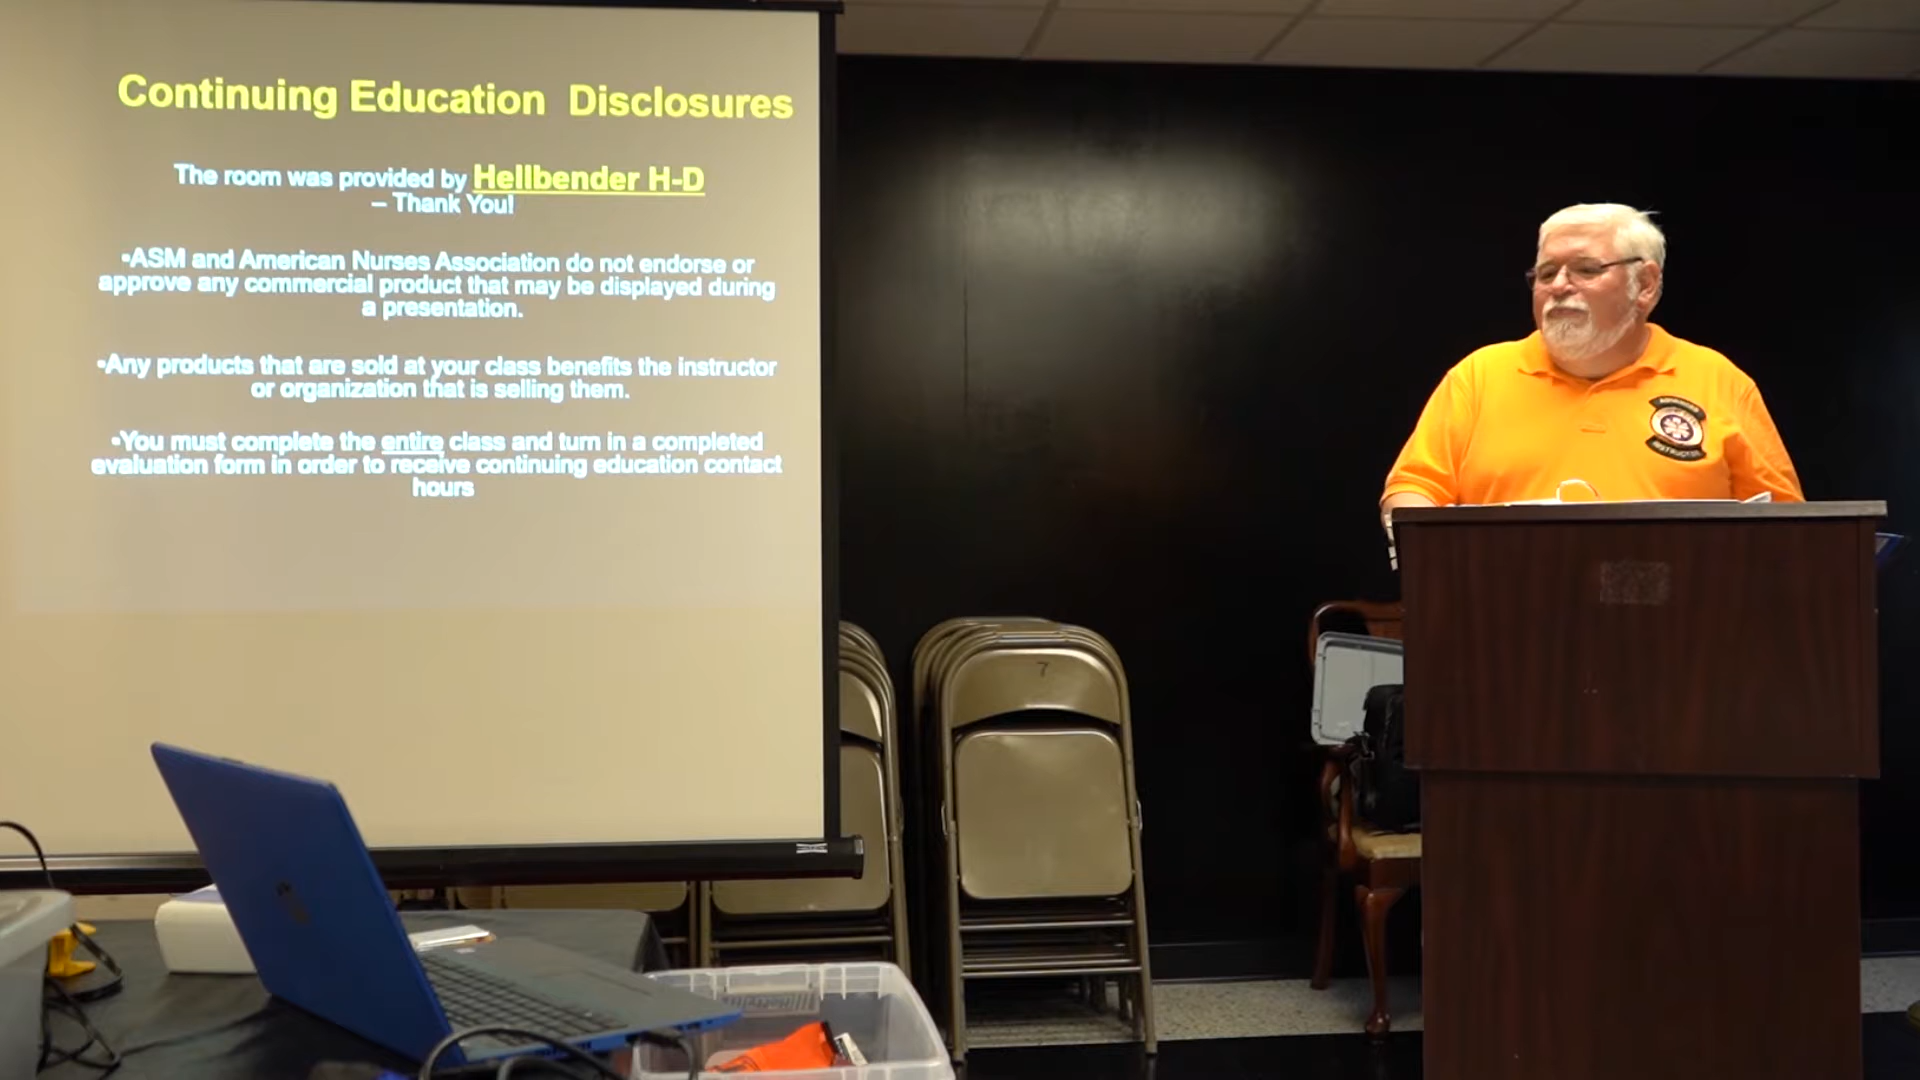 Continuing Education Disclosures
The room was provided by Hellbender H-D
– Thank You!
•ASM and American Nurses Association do not endorse or
approve any commercial product that may be displayed during
a presentation.
•Any products that are sold at your class benefits the instructor
or organization that is selling them.
•You must complete the entire class and turn in a completed
evaluation form in order to receive continuing education contact
hours
INSTRUCTOR
7